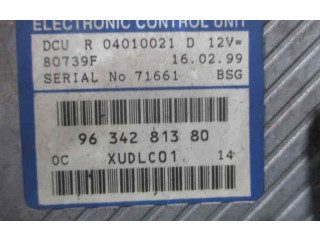 ELECTRONIC CONTROL UNIT
DCU R 04010021 D 12V=
80739F 16.02.99
SERIAL No 71661 BSG
96 342 813 80
OC XUDLC01 14